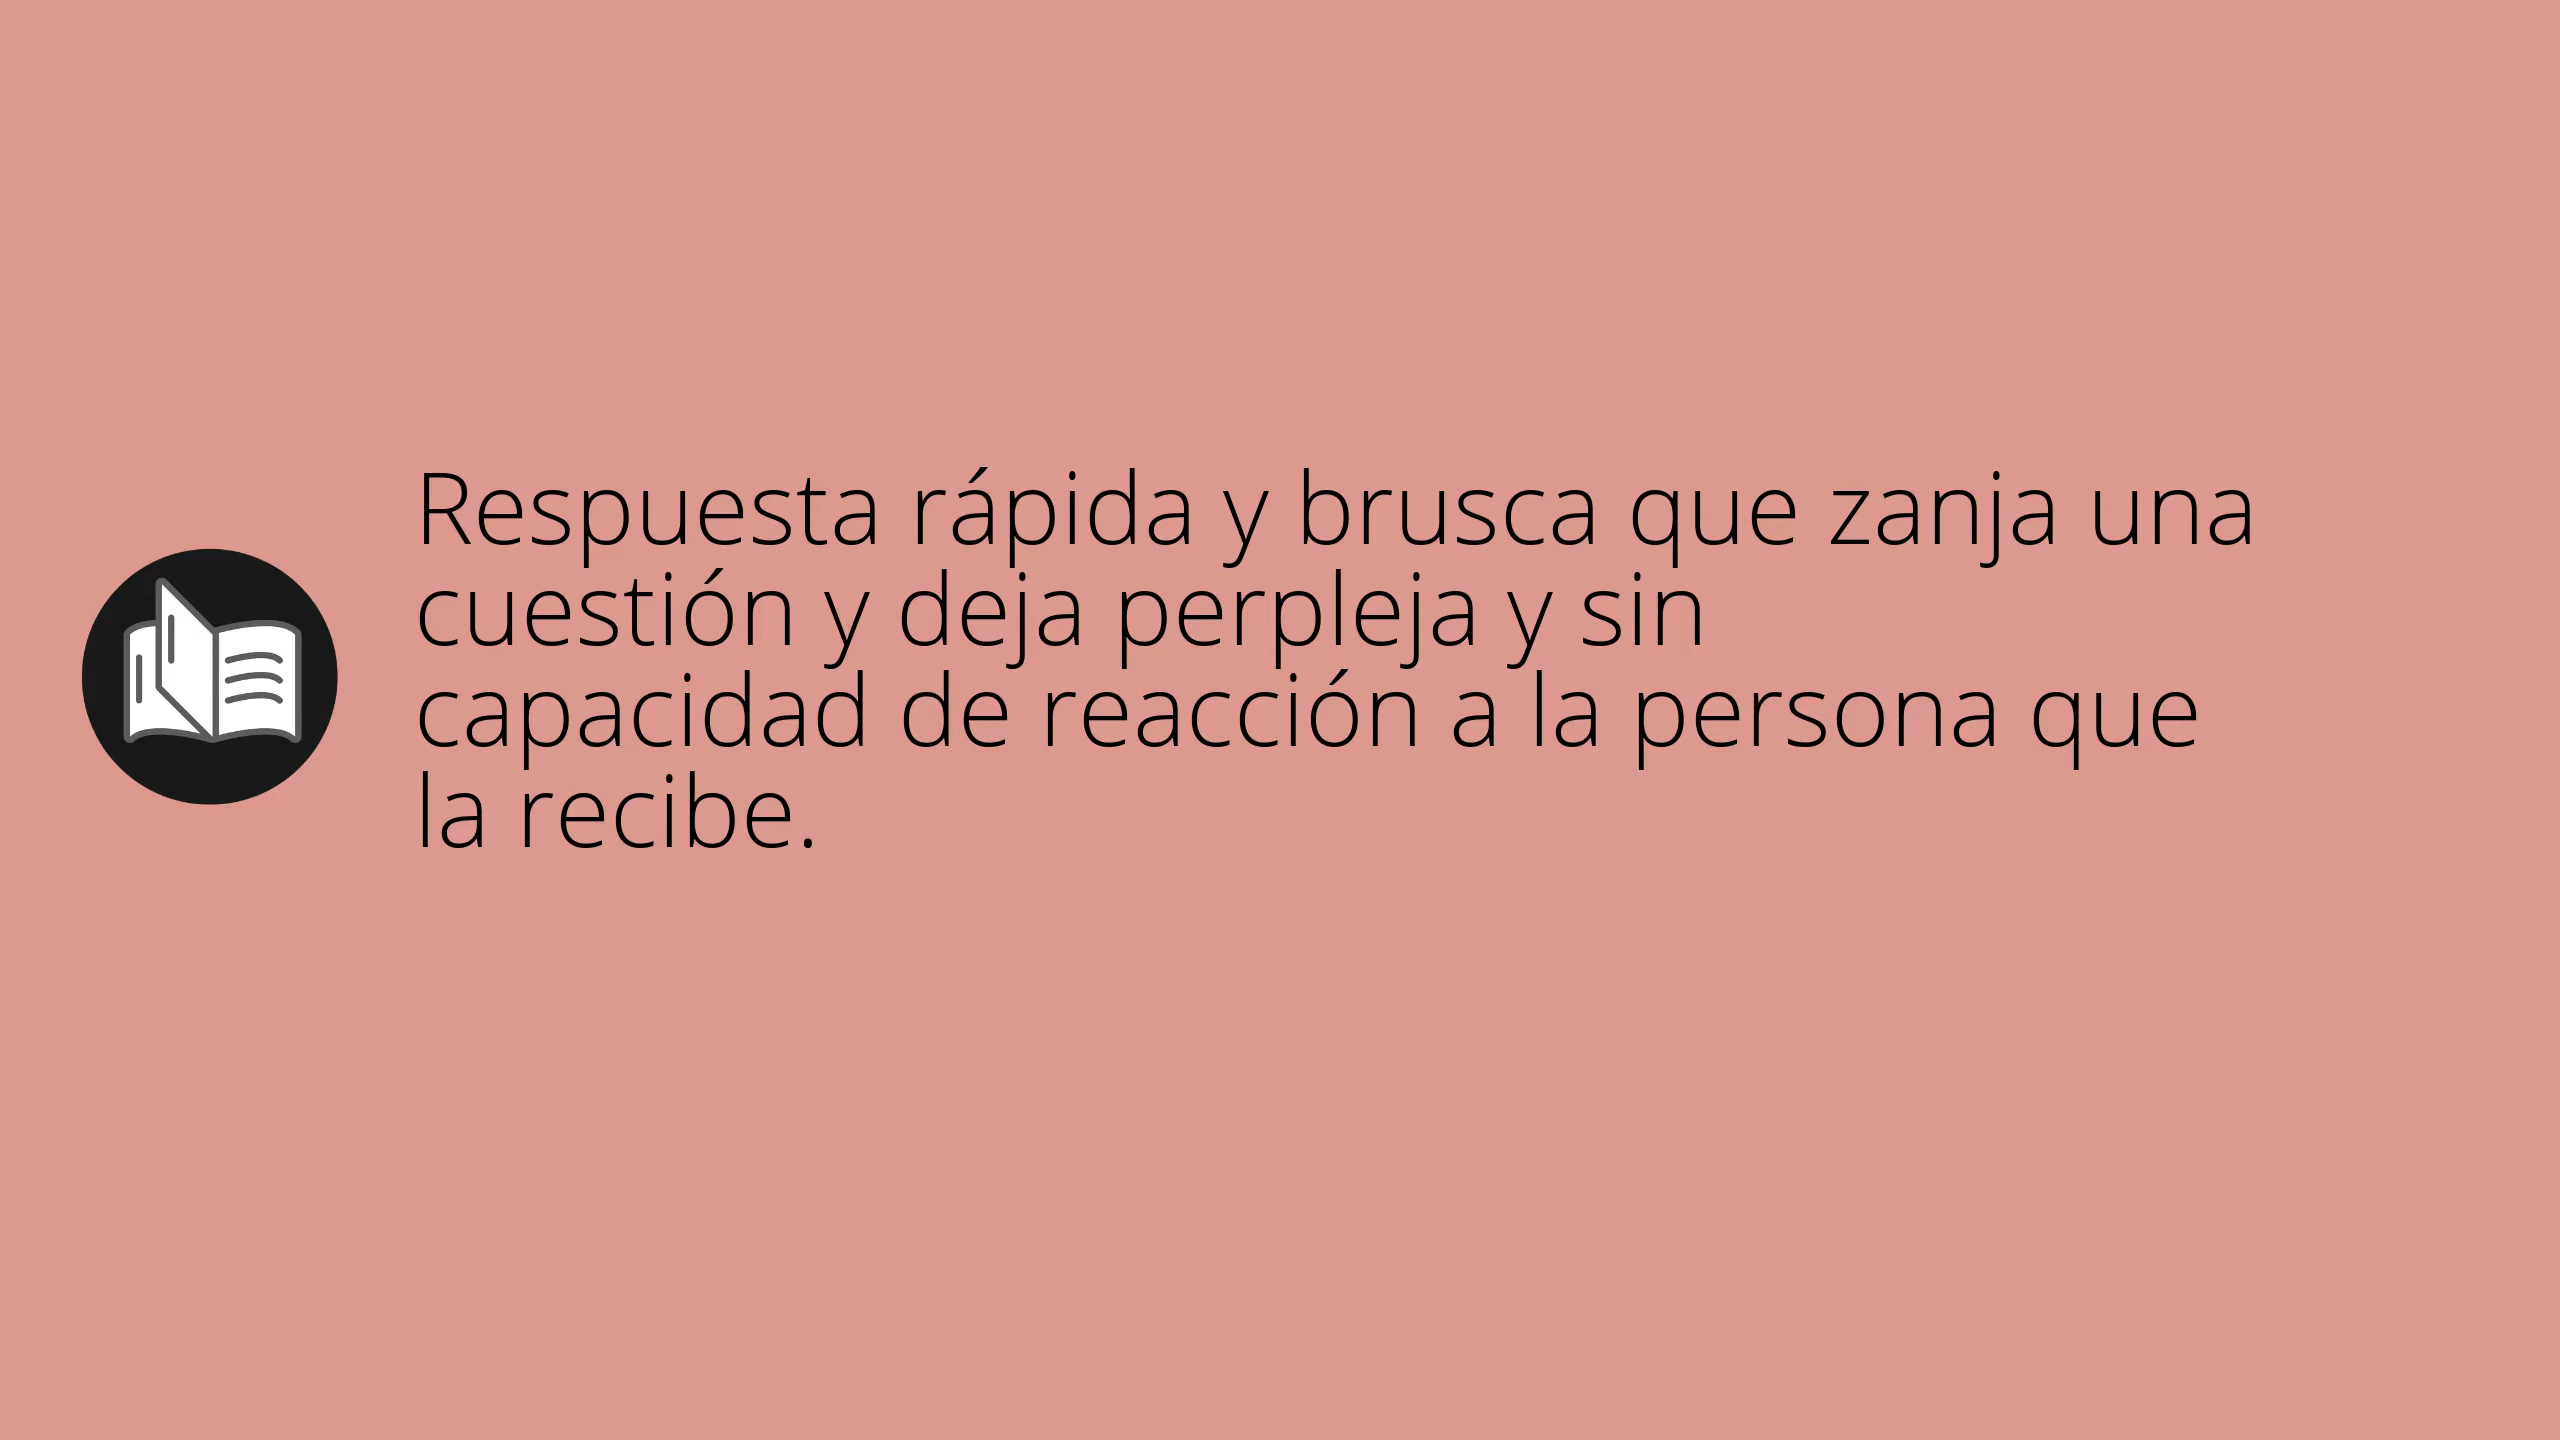 Respuesta rápida y brusca que zanja una
cuestión y deja perpleja y sin
capacidad de reacción a la persona que
la recibe.